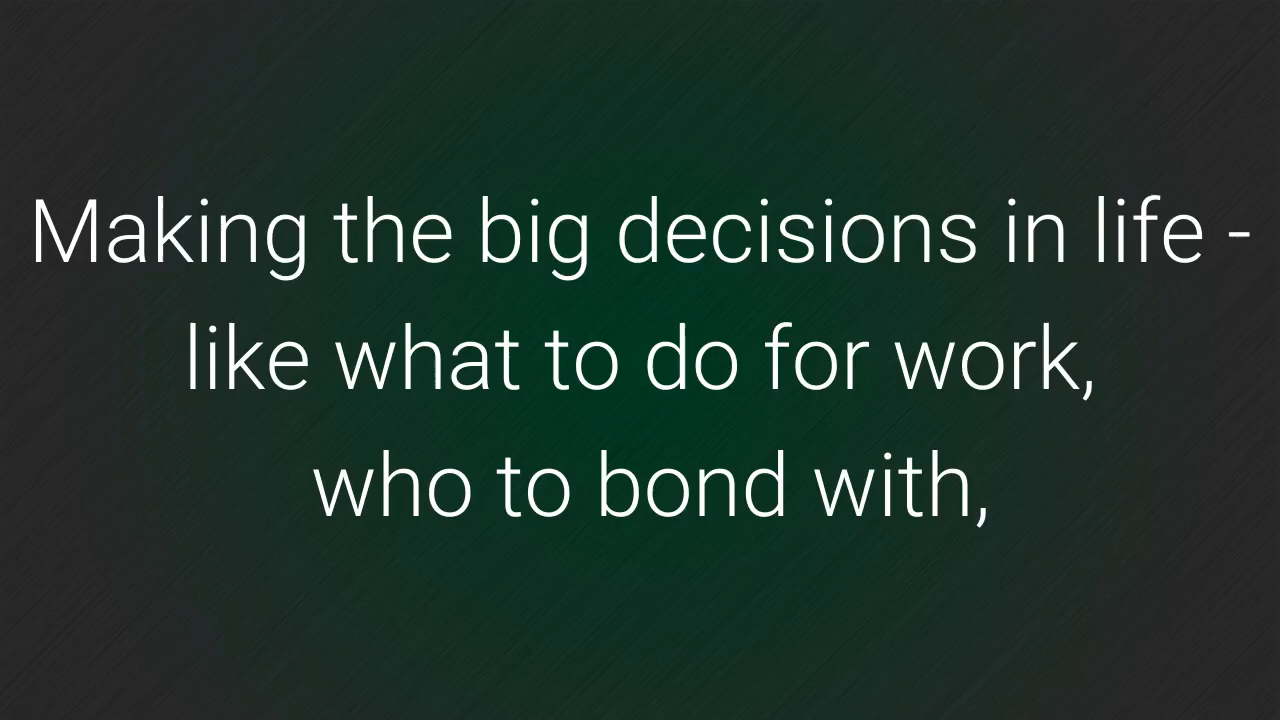 Making the big decisions in life -
like what to do for work,
who to bond with,